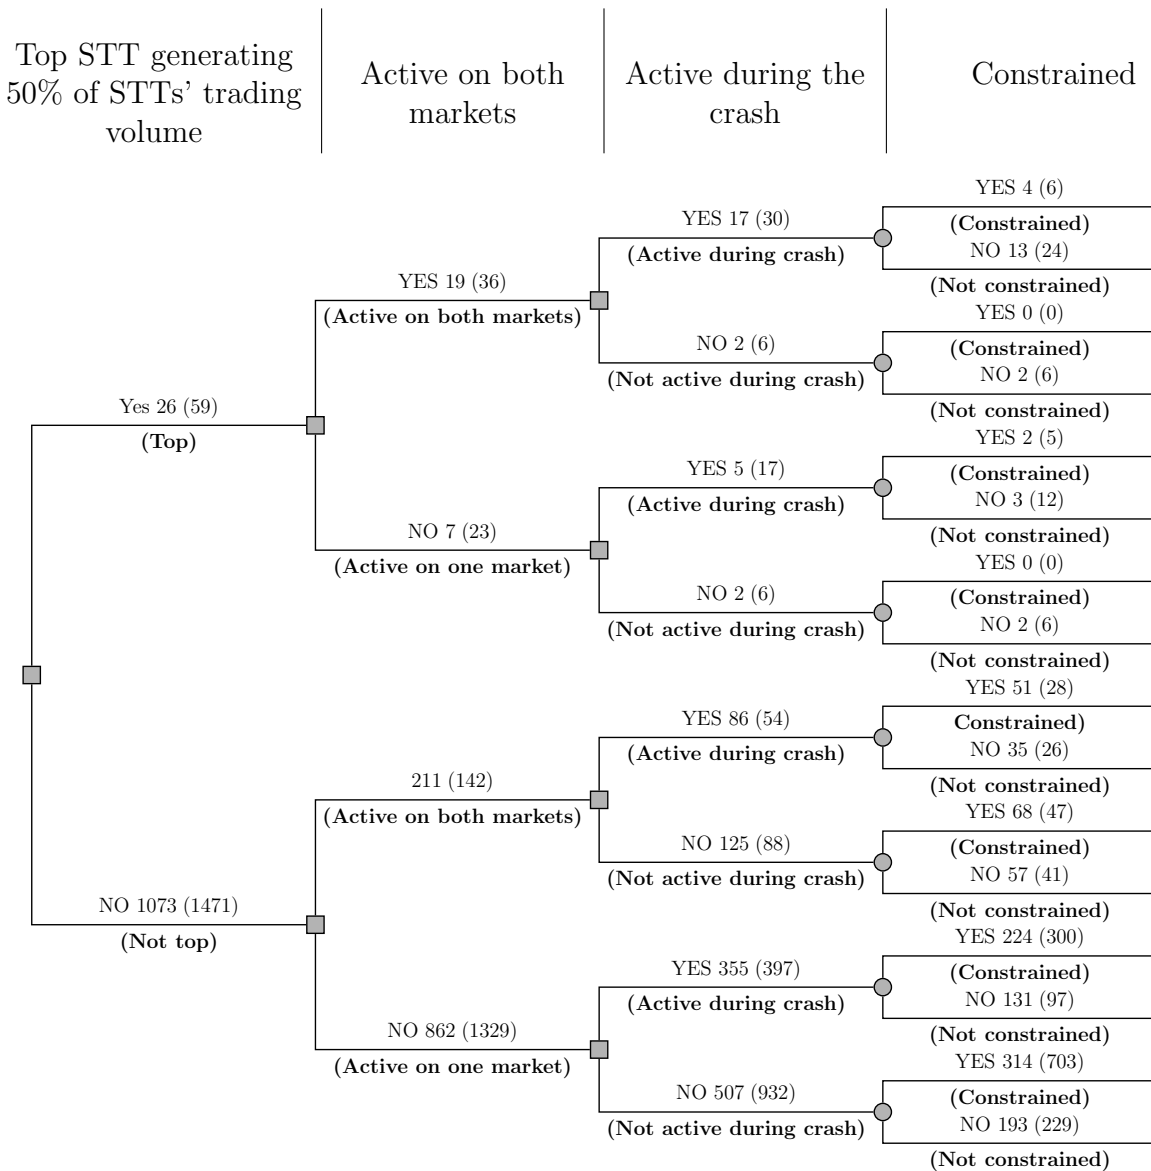 Top STT generating
50% of STTs' trading
volume
Active on both
markets
Active during the
crash
Constrained
YES 4 (6)
(Constrained)
NO 13 (24)
(Not constrained)
YES 17 (30)
(Active during crash)
YES 19 (36)
(Active on both markets)
YES 0 (0)
(Constrained)
NO 2 (6)
(Not constrained)
NO 2 (6)
(Not active during crash)
Yes 26 (59)
(Top)
YES 2 (5)
(Constrained)
NO 3 (12)
(Not constrained)
YES 5 (17)
(Active during crash)
NO 7 (23)
(Active on one market)
YES 0 (0)
(Constrained)
NO 2 (6)
(Not constrained)
NO 2 (6)
(Not active during crash)
YES 51 (28)
Constrained)
NO 35 (26)
(Not constrained)
YES 86 (54)
(Active during crash)
211 (142)
(Active on both markets)
YES 68 (47)
(Constrained)
NO 57 (41)
(Not constrained)
NO 125 (88)
(Not active during crash)
NO 1073 (1471)
(Not top)
YES 224 (300)
(Constrained)
NO 131 (97)
(Not constrained)
YES 355 (397)
(Active during crash)
NO 862 (1329)
(Active on one market)
YES 314 (703)
(Constrained)
NO 193 (229)
(Not constrained)
NO 507 (932)
(Not active during crash)